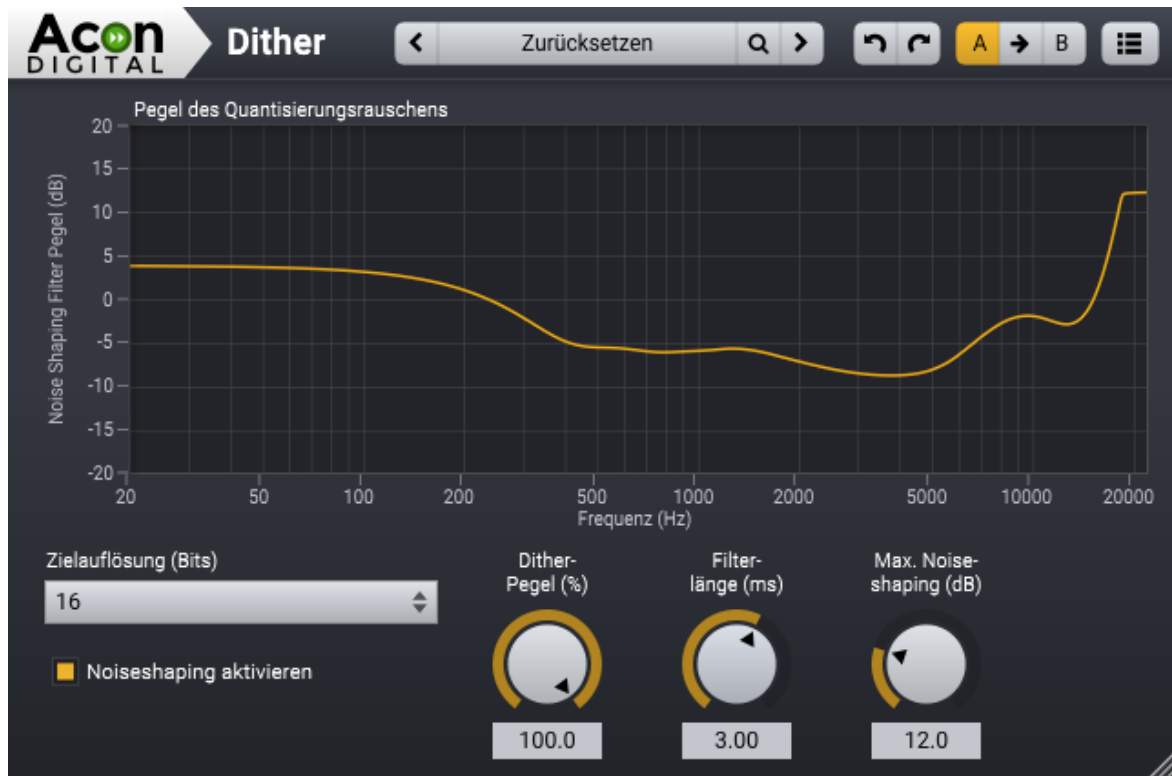 Acon
DIGITAL
Dither
Zurücksetzen
A
B
Pegel des Quantisierungsrauschens
Noise Shaping Filter Pegel (dB)
20
15
10
5
0
-5
-10
-15
-20
20 50 100 200 500 1000 2000 5000 10000 20000
Frequenz (Hz)
Zielauflösung (Bits)
16
Noiseshaping aktivieren
Dither-
Pegel (%)
100.0
Filter-
länge (ms)
3.00
Max. Noise-
shaping (dB)
12.0